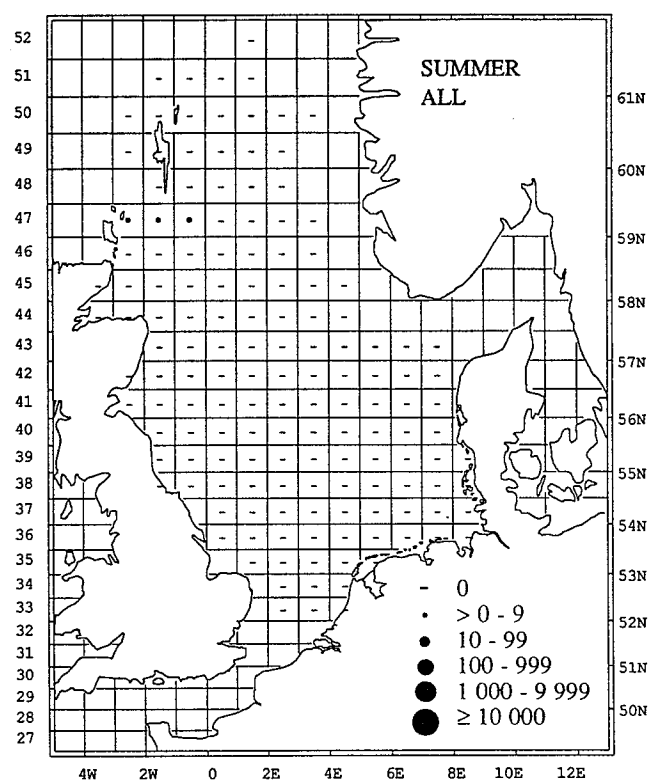 52
51
50
49
48
47
46
45
44
43
42
41
40
39
38
37
36
35
34
33
32
31
30
29
28
27
SUMMER
ALL
61N
60N
59N
58N
57N
56N
55N
54N
53N
52N
51N
50N
- 0
> 0 - 9
10 - 99
100 - 999
1 000 - 9 999
≥ 10 000
4W 2W 0 2E 4E 6E 8E 10E 12E